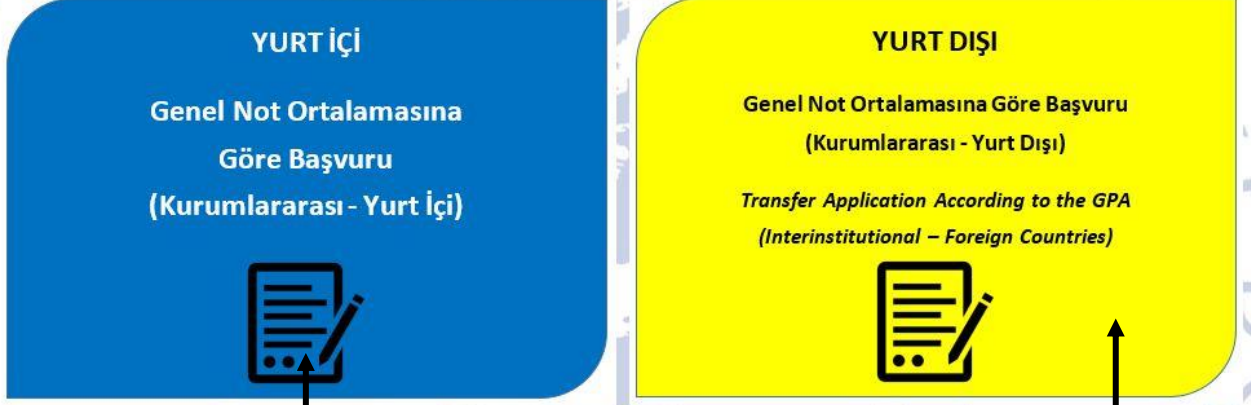 YURT İÇİ
Genel Not Ortalamasına
Göre Başvuru
(Kurumlararası - Yurt İçi)
YURT DIŞI
Genel Not Ortalamasına Göre Başvuru
(Kurumlararası - Yurt Dışı)
Transfer Application According to the GPA
(Interinstitutional – Foreign Countries)